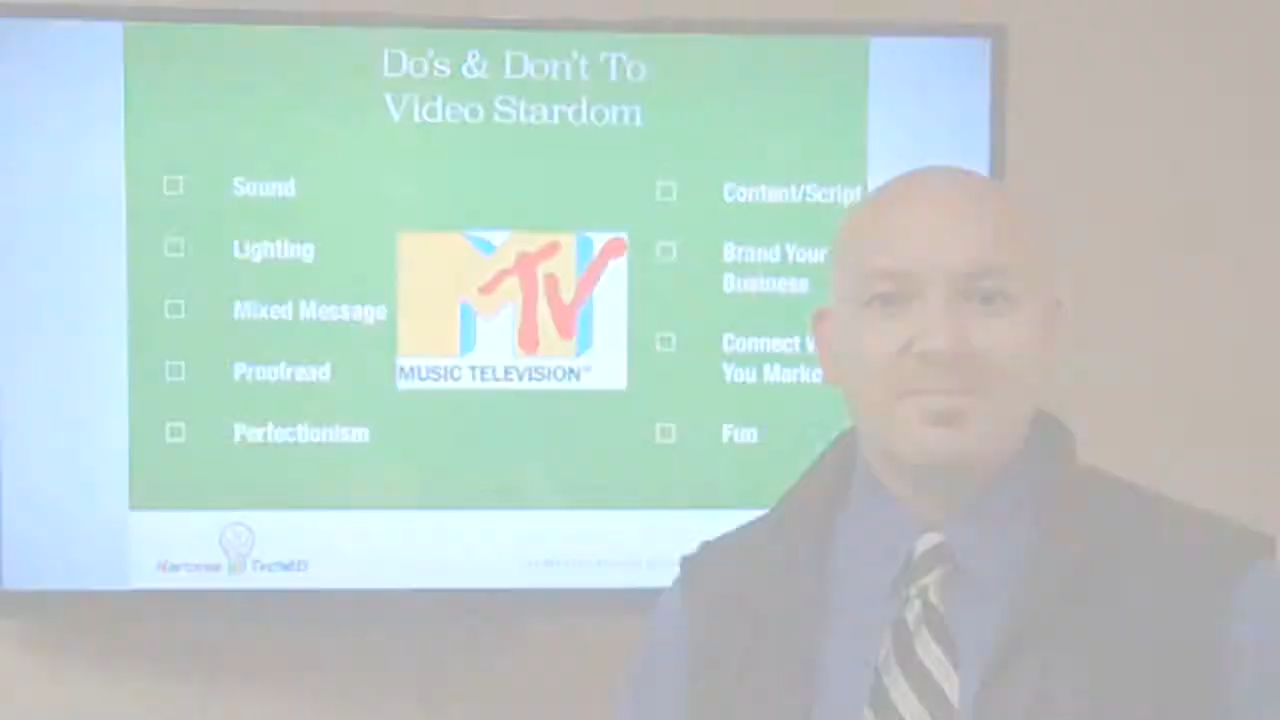 Do's & Don't To
Video Stardom
Sound
Lighting
Mixed Message
Proofread
Perfectionism
MTV
MUSIC TELEVISION®
Content/Script
Brand Your
Business
Connect
You
Fun